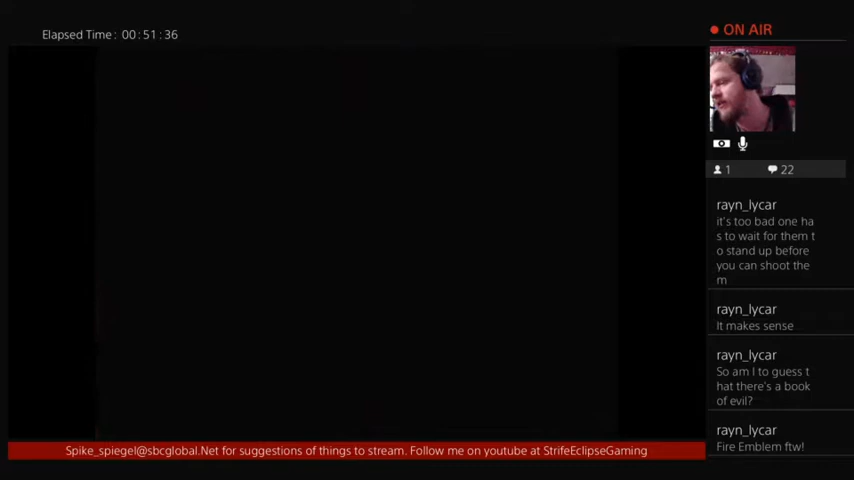 Elapsed Time: 00:51:36
ON AIR
1
22
rayn_lycar
it's too bad one ha
s to wait for them t
o stand up before
you can shoot the
m
rayn_lycar
It makes sense
rayn_lycar
So am I to guess t
hat there's a book
of evil?
rayn_lycar
Fire Emblem ftw!
Spike_spiegel@sbcglobal.Net for suggestions of things to stream. Follow me on youtube at StrifeEclipseGaming